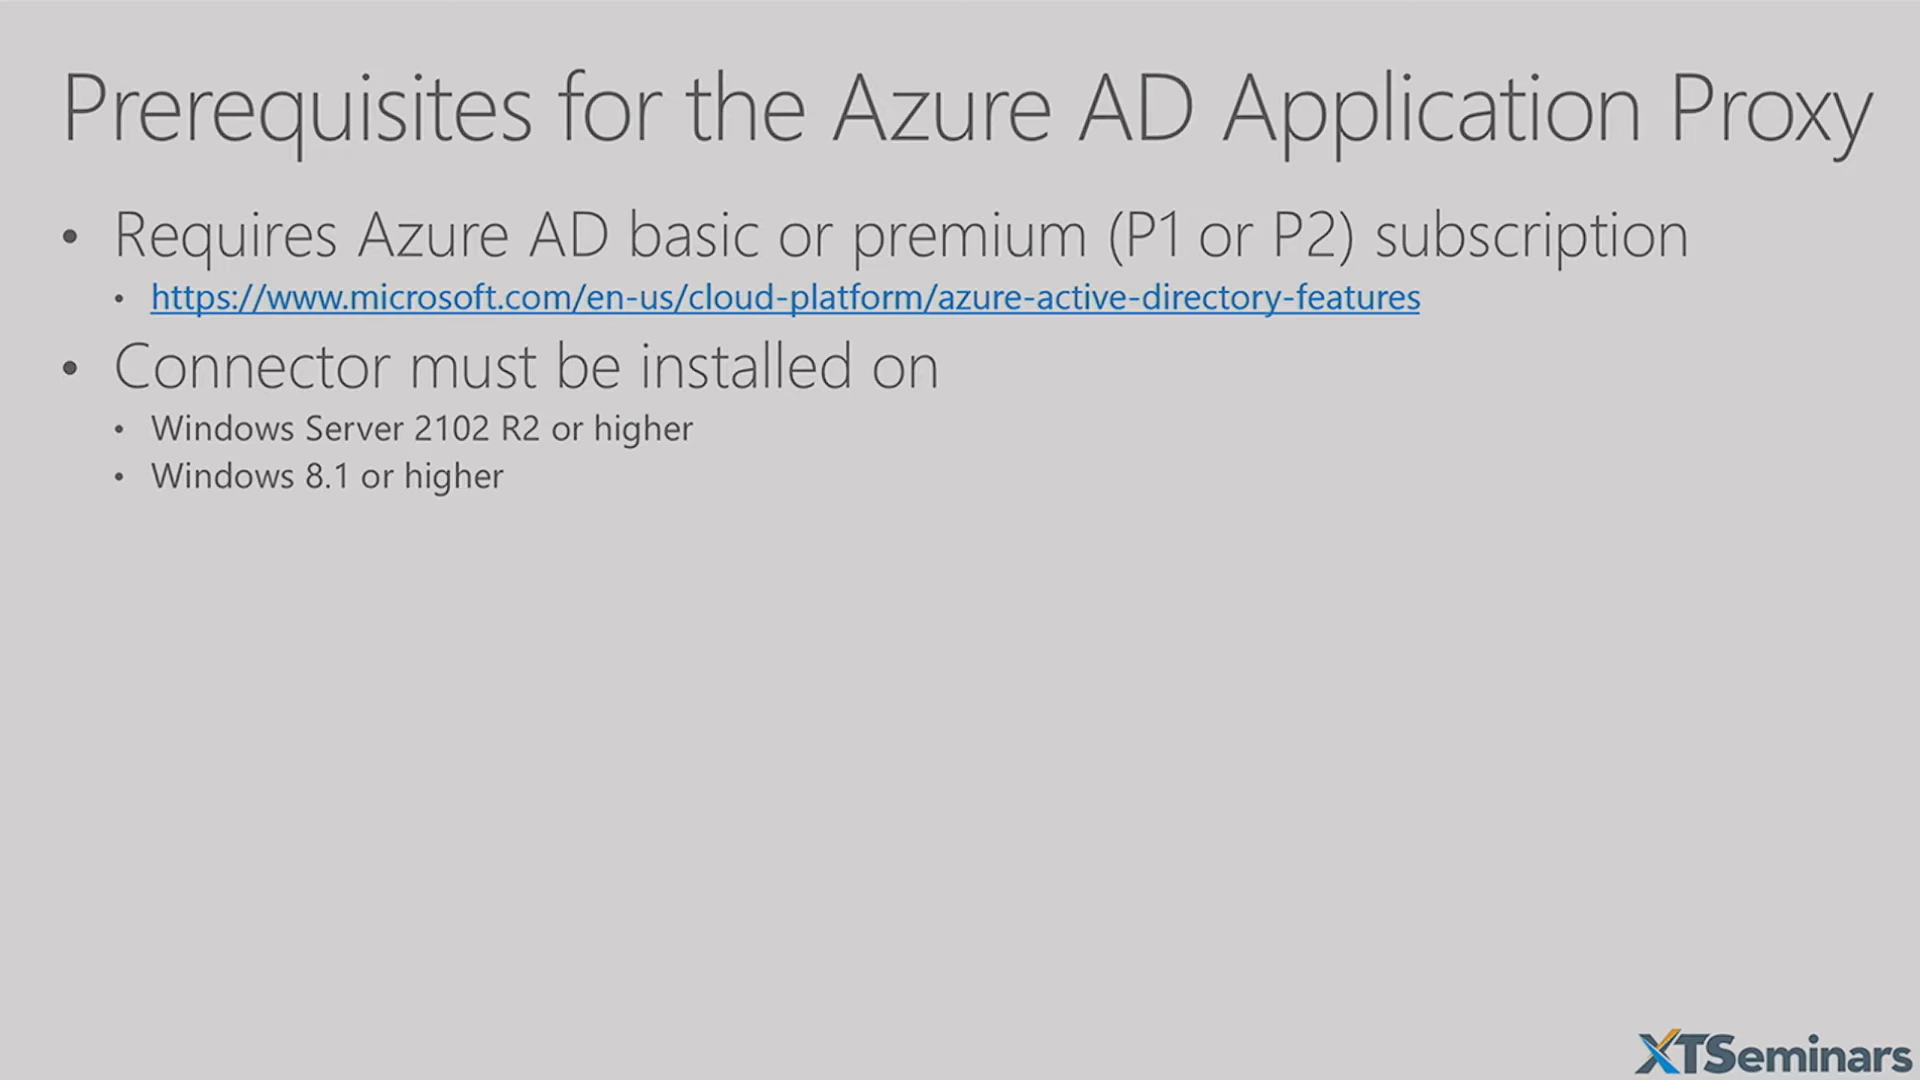 Prerequisites for the Azure AD Application Proxy
• Requires Azure AD basic or premium (P1 or P2) subscription
• https://www.microsoft.com/en-us/cloud-platform/azure-active-directory-features
• Connector must be installed on
• Windows Server 2102 R2 or higher
• Windows 8.1 or higher
XTSeminars